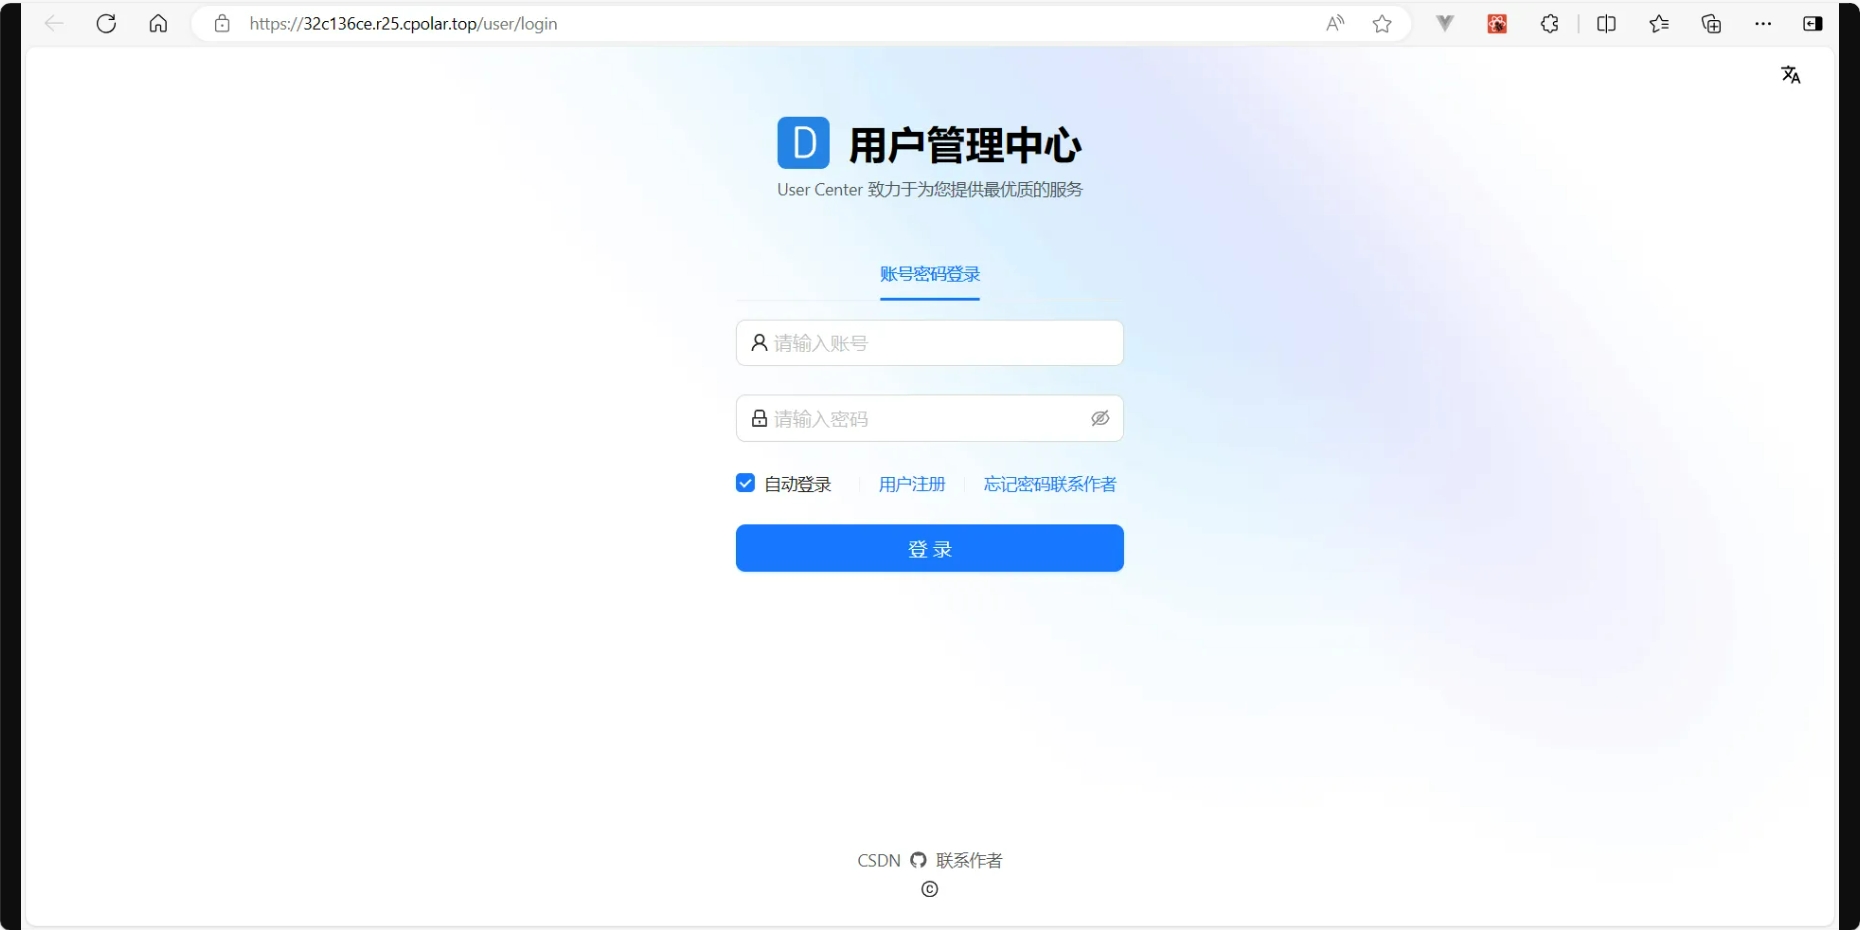 https://32c136ce.r25.cpolar.top/user/login
D 用户管理中心
User Center 致力于为您提供最优质的服务
账号密码登录
请输入账号
请输入密码
自动登录 用户注册 忘记密码联系作者
登 录
CSDN 联系作者
©